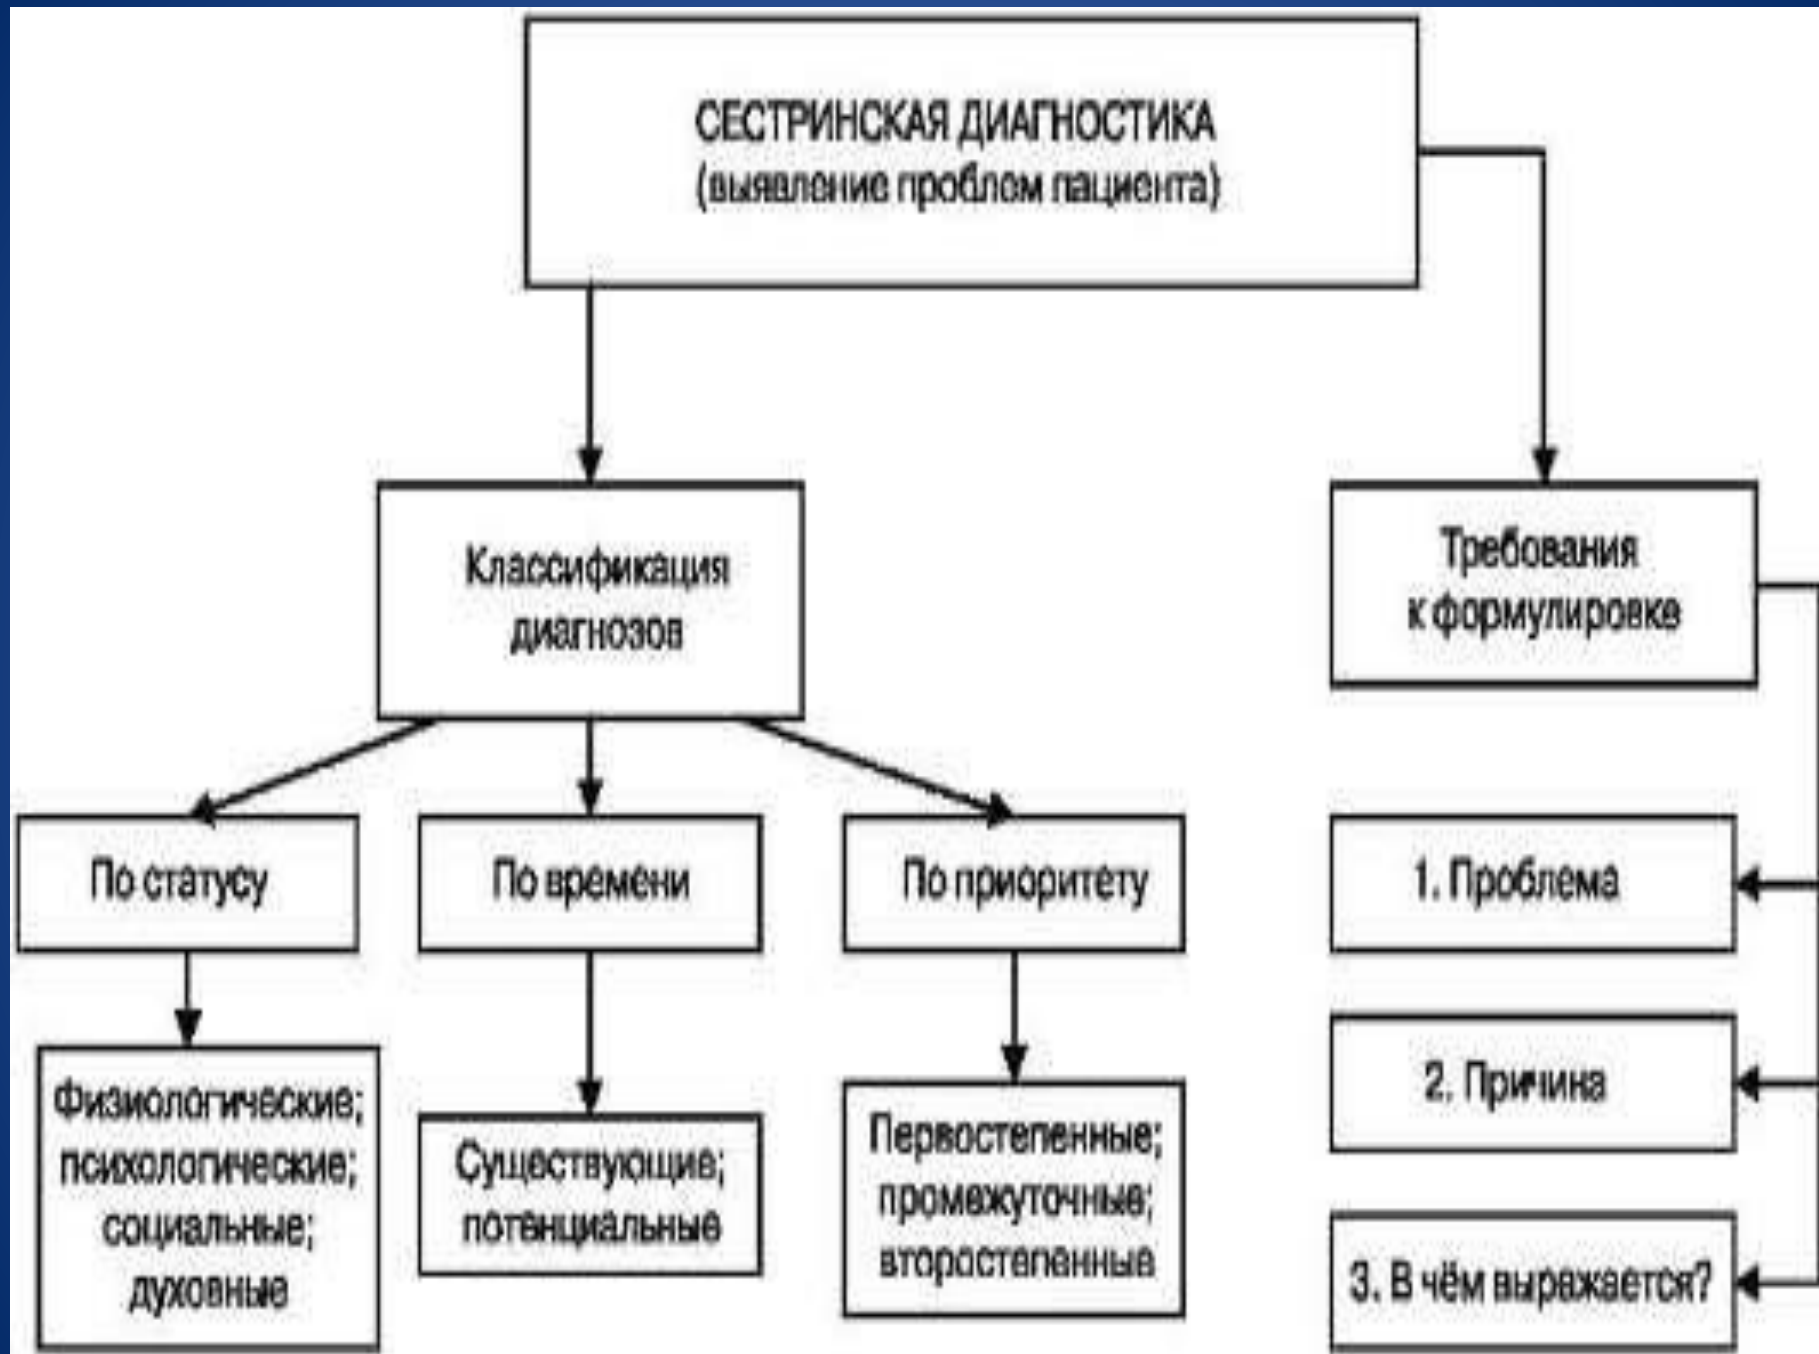 СЕСТРИНСКАЯ ДИАГНОСТИКА
(выявление проблем пациента)
Классификация
диагнозов
Требования
к формулировке
По статусу
По времени
По приоритету
1. Проблема
Физиологические;
психологические;
социальные;
духовные
Существующие;
потенциальные
Первостепенные;
промежуточные;
второстепенные
2. Причина
3. В чём выражается?